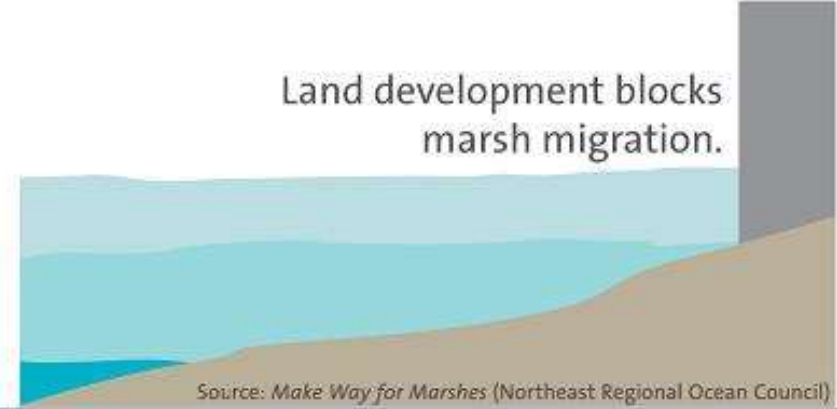 Land development blocks
marsh migration.
Source: Make Way for Marshes (Northeast Regional Ocean Council)